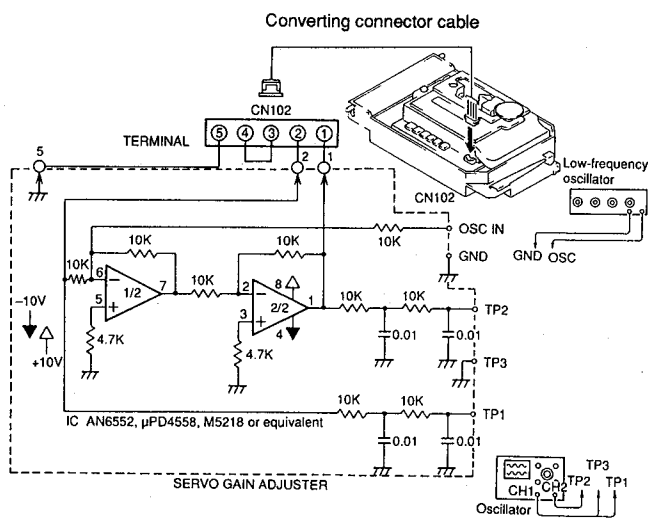 Converting connector cable
CN102
TERMINAL
5 4 3 2 1
5
2
1
CN102
Low-frequency
oscillator
OSC IN
10K
GND
GND OSC
10K
10K
10K
6
7
10K
2
8
1
10K
10K
TP2
1/2
2/2
5
3
4
−10V
+10V
4.7K
4.7K
0.01
0.01
TP3
10K
10K
TP1
IC AN6552, µPD4558, M5218 or equivalent
0.01
0.01
SERVO GAIN ADJUSTER
CH1
CH2
TP2
TP3
TP1
Oscillator